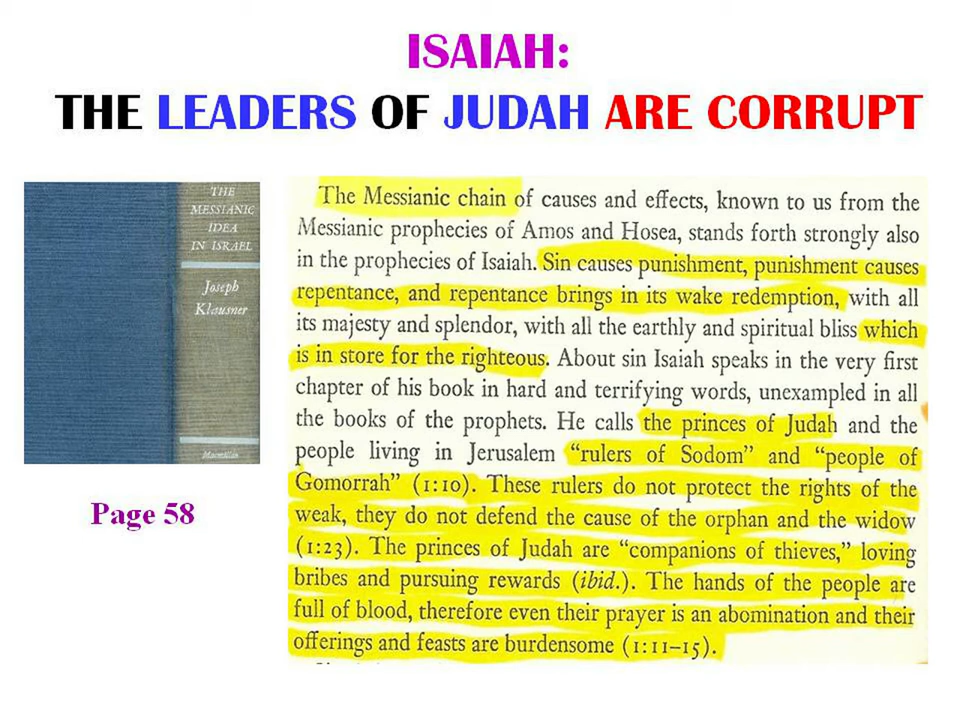 ISAIAH:
THE LEADERS OF JUDAH ARE CORRUPT
THE
MESSIANIC
IDEA
IN ISRAEL
Joseph
Klausner
Macmillan
Page 58
The Messianic chain of causes and effects, known to us from the
Messianic prophecies of Amos and Hosea, stands forth strongly also
in the prophecies of Isaiah. Sin causes punishment, punishment causes
repentance, and repentance brings in its wake redemption, with all
its majesty and splendor, with all the earthly and spiritual bliss which
is in store for the righteous. About sin Isaiah speaks in the very first
chapter of his book in hard and terrifying words, unexampled in all
the books of the prophets. He calls the princes of Judah and the
people living in Jerusalem “rulers of Sodom” and “people of
Gomorrah” (1:10). These rulers do not protect the rights of the
weak, they do not defend the cause of the orphan and the widow
(1:23). The princes of Judah are “companions of thieves,” loving
bribes and pursuing rewards (ibid.). The hands of the people are
full of blood, therefore even their prayer is an abomination and their
offerings and feasts are burdensome (1:11–15).